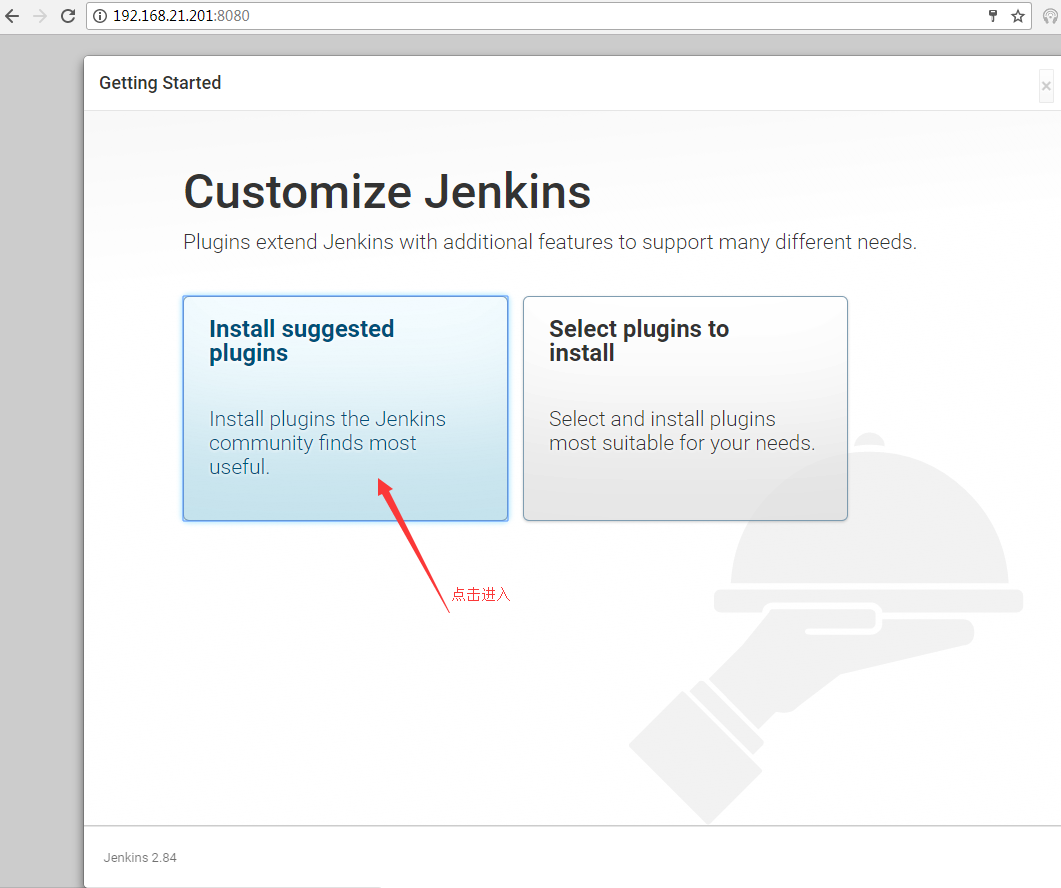 192.168.21.201:8080
Getting Started
×
Customize Jenkins
Plugins extend Jenkins with additional features to support many different needs.
Install suggested
plugins
Install plugins the Jenkins
community finds most
useful.
Select plugins to
install
Select and install plugins
most suitable for your needs.
点击进入
Jenkins 2.84